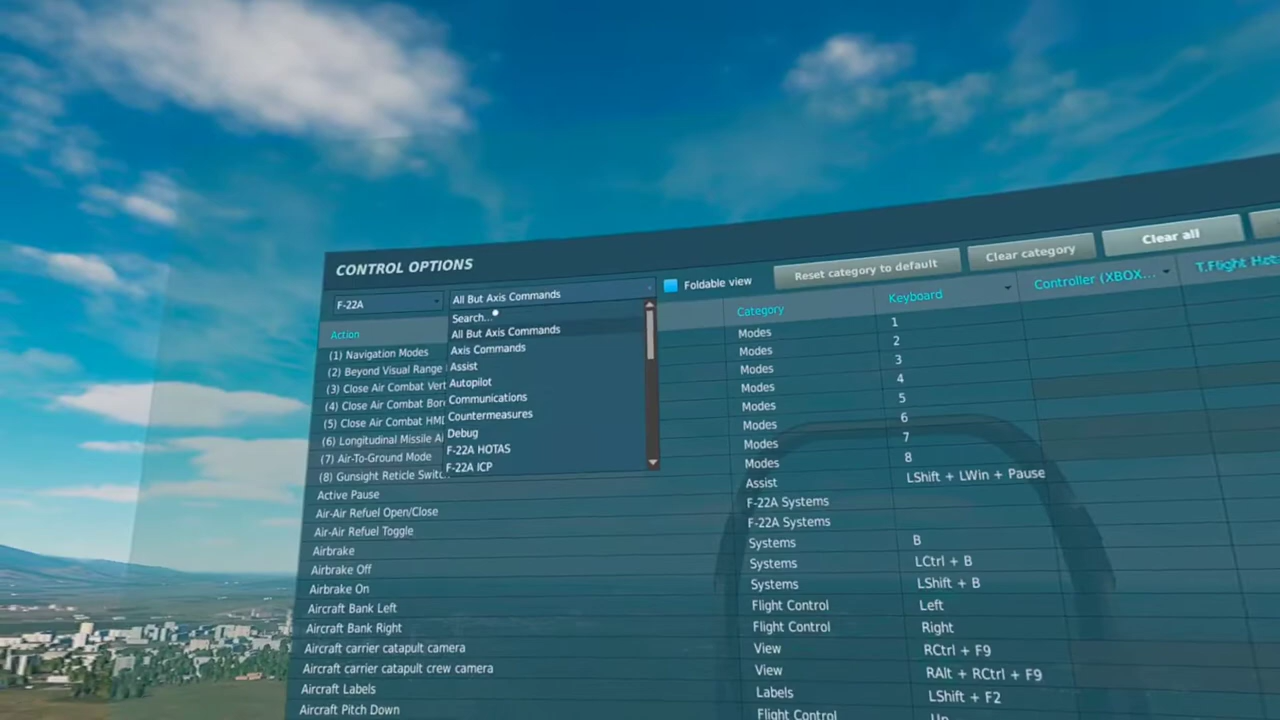 CONTROL OPTIONS
F-22A
All But Axis Commands
Foldable view
Reset category to default
Clear category
Clear all
Action
Category
Keyboard
Controller (XBOX...
T.Flight Hot
Search...
All But Axis Commands
Axis Commands
Assist
Autopilot
Communications
Countermeasures
Debug
F-22A HOTAS
F-22A ICP
(1) Navigation Modes Modes 1
(2) Beyond Visual Range Modes 2
(3) Close Air Combat Vert Modes 3
(4) Close Air Combat Bor Modes 4
(5) Close Air Combat HMD Modes 5
(6) Longitudinal Missile Ai Modes 6
(7) Air-To-Ground Mode Modes 7
(8) Gunsight Reticle Switc Modes 8
Active Pause Assist LShift + LWin + Pause
Air-Air Refuel Open/Close F-22A Systems
Air-Air Refuel Toggle F-22A Systems
Airbrake Systems B
Airbrake Off Systems LCtrl + B
Airbrake On Systems LShift + B
Aircraft Bank Left Flight Control Left
Aircraft Bank Right Flight Control Right
Aircraft carrier catapult camera View RCtrl + F9
Aircraft carrier catapult crew camera View RAlt + RCtrl + F9
Aircraft Labels Labels LShift + F2
Aircraft Pitch Down Flight Control Up